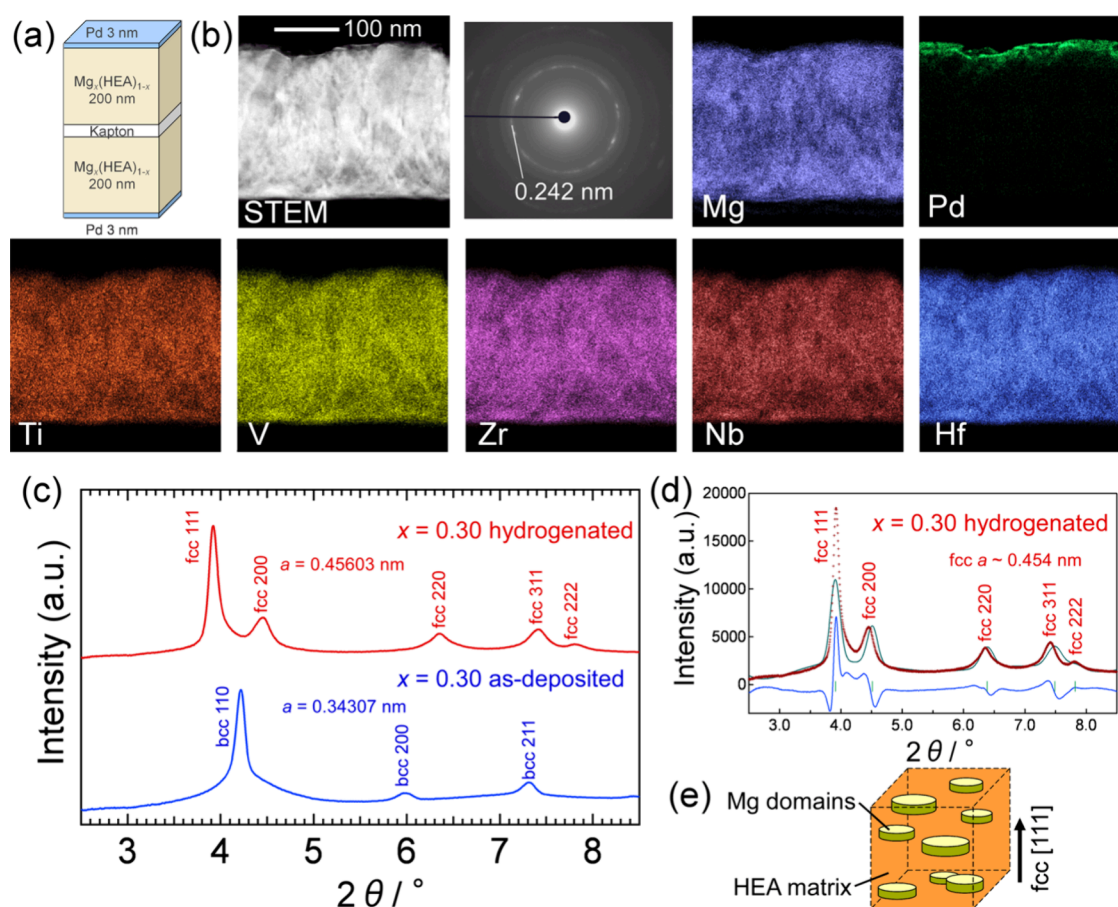 (a)
Pd 3 nm
Mgx(HEA)1-x
200 nm
Kapton
Mgx(HEA)1-x
200 nm
Pd 3 nm
(b)
100 nm
STEM
0.242 nm
Mg
Pd
Ti
V
Zr
Nb
Hf
(c)
Intensity (a.u.)
fcc 111
fcc 200
x = 0.30 hydrogenated
a = 0.45603 nm
fcc 220
fcc 311
fcc 222
bcc 110
x = 0.30 as-deposited
a = 0.34307 nm
bcc 200
bcc 211
3 4 5 6 7 8
2 θ / °
(d)
Intensity (a.u.)
20000
15000
10000
5000
0
fcc 111
x = 0.30 hydrogenated
fcc a ~ 0.454 nm
fcc 200
fcc 220
fcc 311
fcc 222
3.0 4.0 5.0 6.0 7.0 8.0
2 θ / °
(e)
Mg domains
HEA matrix
fcc [111]